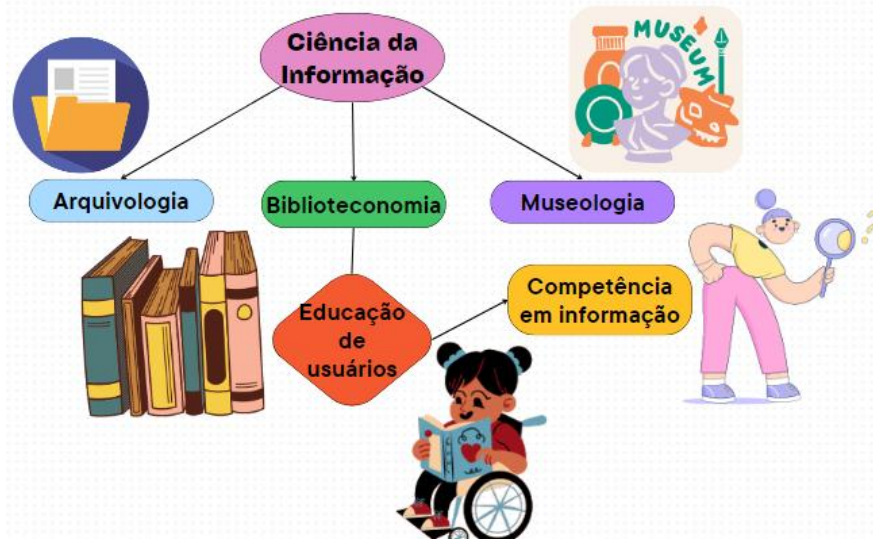 Ciência da
Informação
MUSEUM
Arquivologia
Biblioteconomia
Museologia
Educação
de
usuários
Competência
em informação